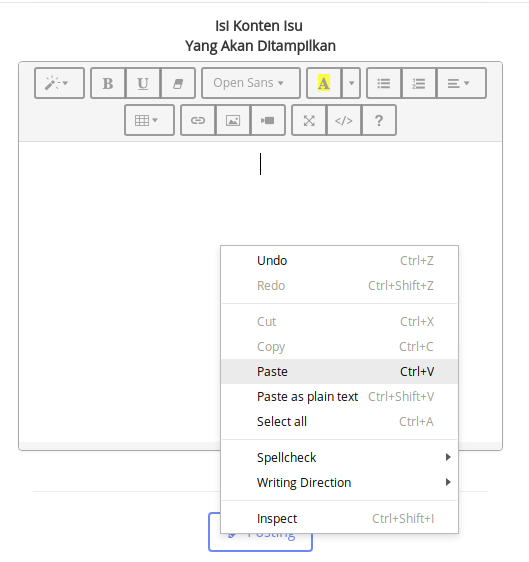 Isi Konten Isu
Yang Akan Ditampilkan
B U Open Sans A
</> ?
Undo Ctrl+Z
Redo Ctrl+Shift+Z
Cut Ctrl+X
Copy Ctrl+C
Paste Ctrl+V
Paste as plain text Ctrl+Shift+V
Select all Ctrl+A
Spellcheck
Writing Direction
Inspect Ctrl+Shift+I
Posting